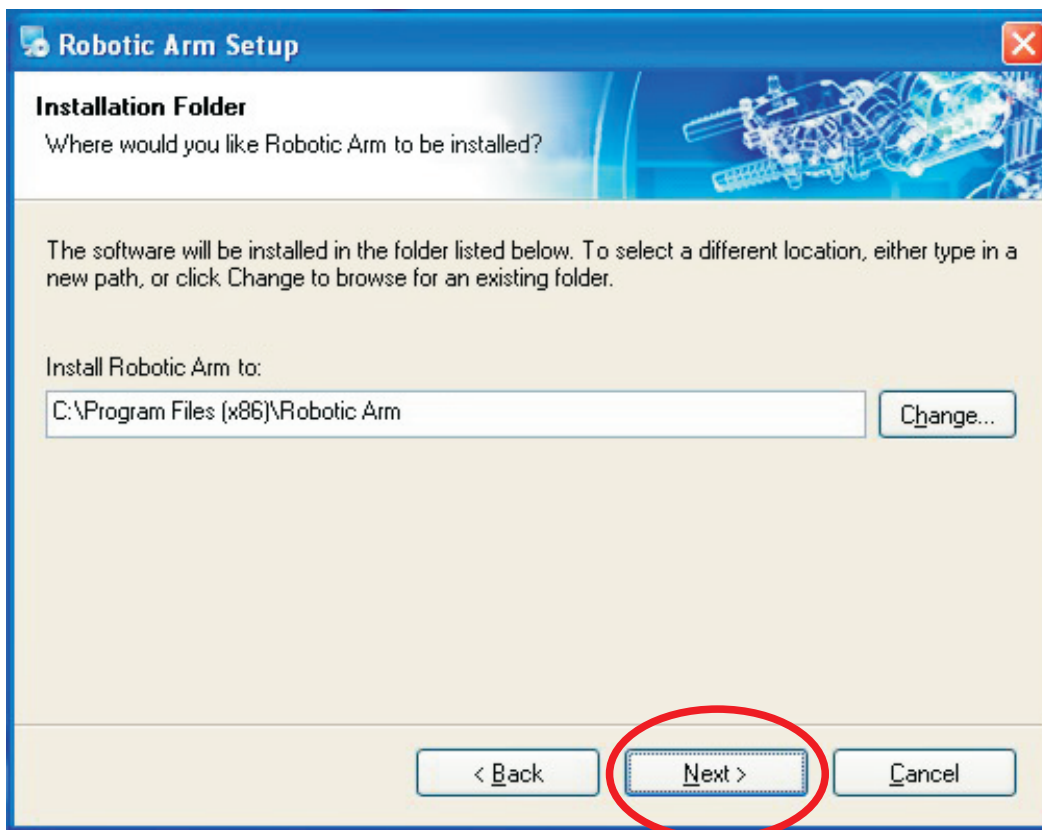 Robotic Arm Setup
Installation Folder
Where would you like Robotic Arm to be installed?
The software will be installed in the folder listed below. To select a different location, either type in a
new path, or click Change to browse for an existing folder.
Install Robotic Arm to:
C:\Program Files (x86)\Robotic Arm
Change...
< Back
Next >
Cancel